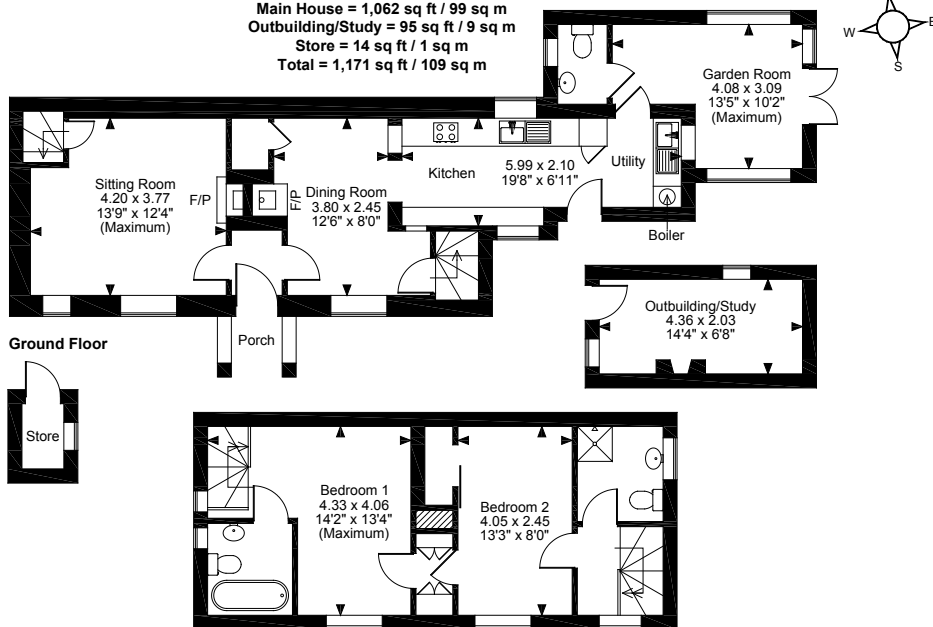 Main House = 1,062 sq ft / 99 sq m
Outbuilding/Study = 95 sq ft / 9 sq m
Store = 14 sq ft / 1 sq m
Total = 1,171 sq ft / 109 sq m
W
E
S
Garden Room
4.08 x 3.09
13'5" x 10'2"
(Maximum)
Sitting Room
4.20 x 3.77
13'9" x 12'4"
(Maximum)
F/P
F/P
Dining Room
3.80 x 2.45
12'6" x 8'0"
Kitchen
5.99 x 2.10
19'8" x 6'11"
Utility
Boiler
Porch
Outbuilding/Study
4.36 x 2.03
14'4" x 6'8"
Ground Floor
Store
Bedroom 1
4.33 x 4.06
14'2" x 13'4"
(Maximum)
Bedroom 2
4.05 x 2.45
13'3" x 8'0"